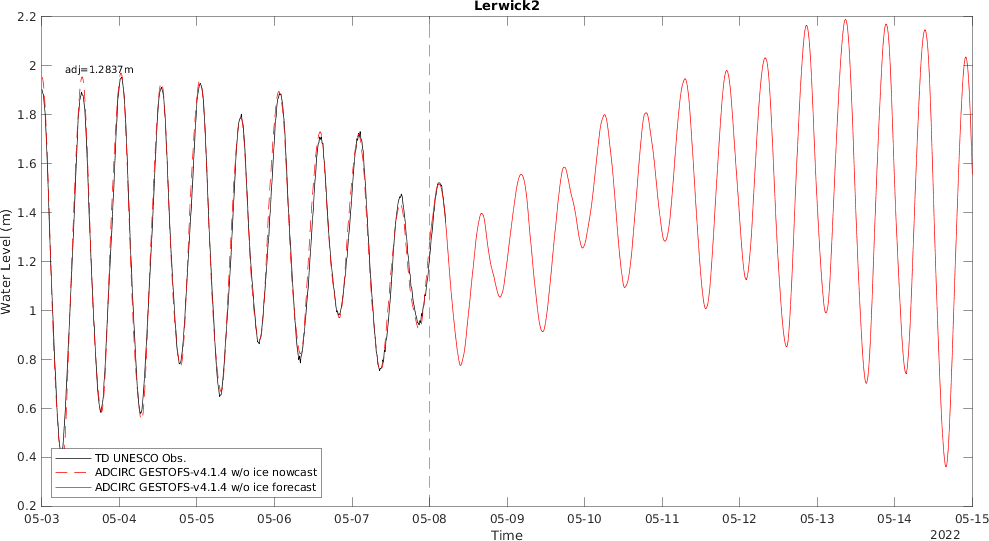 Lerwick2
2.2
2
1.8
1.6
1.4
1.2
1
0.8
0.6
0.4
0.2
Water Level (m)
adj=1.2837m
TD UNESCO Obs.
ADCIRC GESTOFS-v4.1.4 w/o ice nowcast
ADCIRC GESTOFS-v4.1.4 w/o ice forecast
05-03 05-04 05-05 05-06 05-07 05-08 05-09 05-10 05-11 05-12 05-13 05-14 05-15
Time
2022